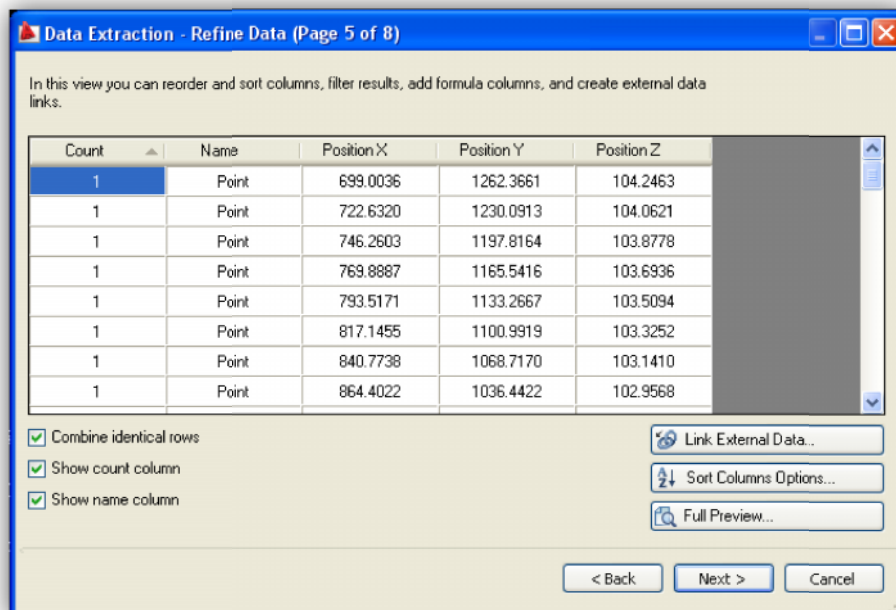 Data Extraction - Refine Data (Page 5 of 8)
In this view you can reorder and sort columns, filter results, add formula columns, and create external data
links.
Count Name Position X Position Y Position Z
1 Point 699.0036 1262.3661 104.2463
1 Point 722.6320 1230.0913 104.0621
1 Point 746.2603 1197.8164 103.8778
1 Point 769.8887 1165.5416 103.6936
1 Point 793.5171 1133.2667 103.5094
1 Point 817.1455 1100.9919 103.3252
1 Point 840.7738 1068.7170 103.1410
1 Point 864.4022 1036.4422 102.9568
Combine identical rows
Show count column
Show name column
Link External Data...
Sort Columns Options...
Full Preview...
< Back Next > Cancel